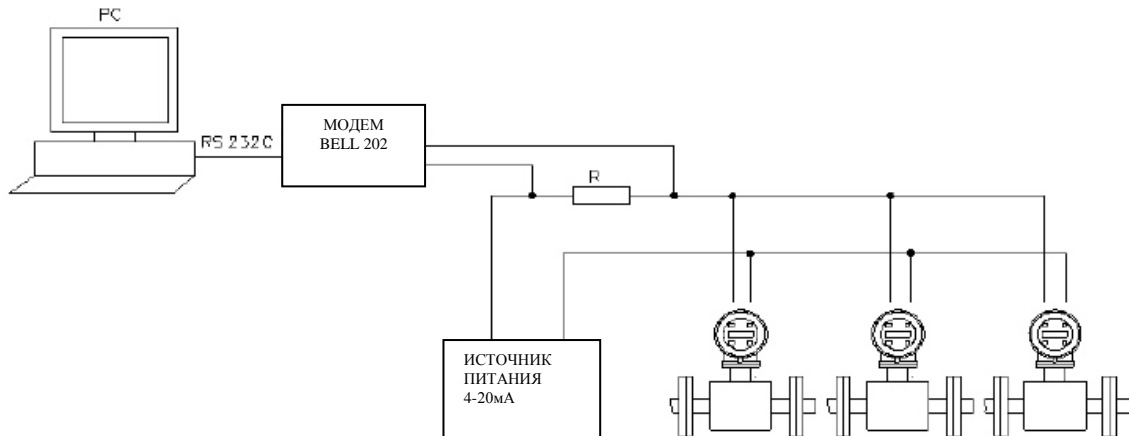 PC
RS 232C
МОДЕМ
BELL 202
R
ИСТОЧНИК
ПИТАНИЯ
4-20мА